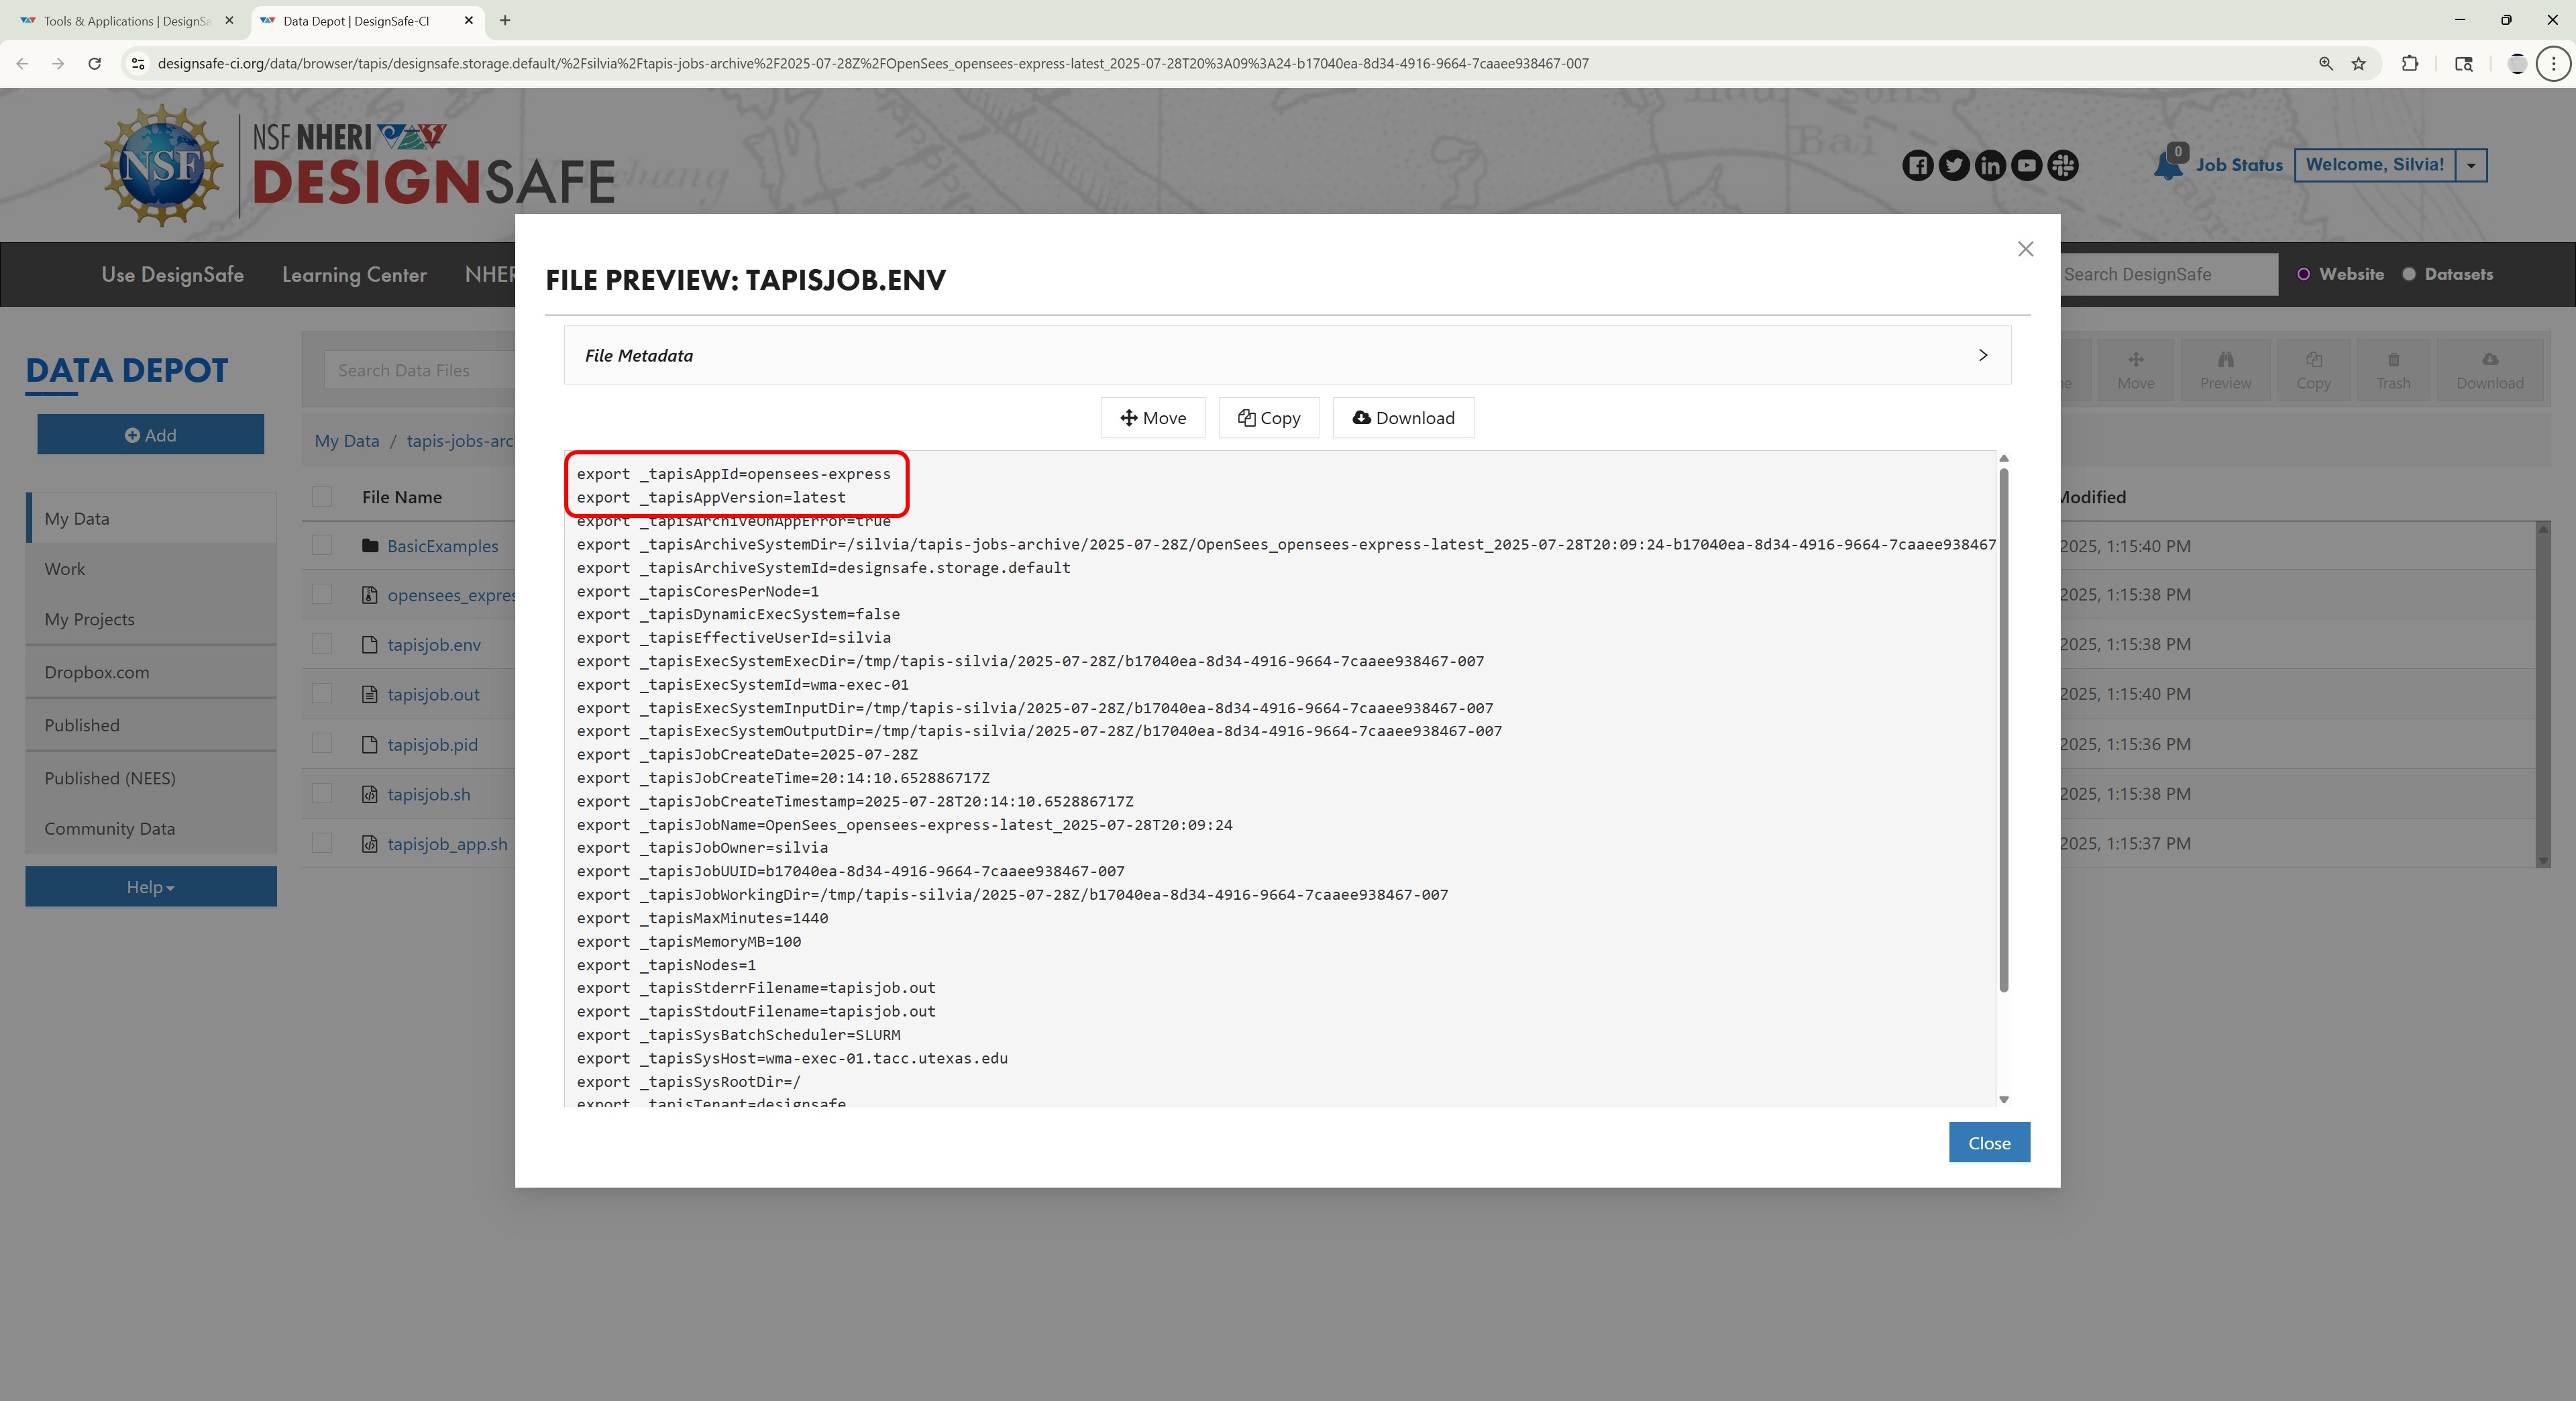 Tools & Applications | DesignSa
Data Depot | DesignSafe-CI
designsafe-ci.org/data/browser/tapis/designsafe.storage.default/%2Fsilvia%2Ftapis-jobs-archive%2F2025-07-28Z%2FOpenSees_opensees-express-latest_2025-07-28T20%3A09%3A24-b17040ea-8d34-4916-9664-7caaee938467-007
NSF
NSF NHERI
DESIGNSAFE
0
Job Status
Welcome, Silvia!
Use DesignSafe
Learning Center
NHER
Search DesignSafe
Website
Datasets
DATA DEPOT
Add
My Data
Work
My Projects
Dropbox.com
Published
Published (NEES)
Community Data
Help
Search Data Files
Move
Preview
Copy
Trash
Download
My Data / tapis-jobs-arc
File Name
Modified
BasicExamples
2025, 1:15:40 PM
opensees_expres
2025, 1:15:38 PM
tapisjob.env
2025, 1:15:38 PM
tapisjob.out
2025, 1:15:40 PM
tapisjob.pid
2025, 1:15:36 PM
tapisjob.sh
2025, 1:15:38 PM
tapisjob_app.sh
2025, 1:15:37 PM
FILE PREVIEW: TAPISJOB.ENV
File Metadata
Move
Copy
Download
export _tapisAppId=opensees-express
export _tapisAppVersion=latest
export _tapisArchiveOnAppError=true
export _tapisArchiveSystemDir=/silvia/tapis-jobs-archive/2025-07-28Z/OpenSees_opensees-express-latest_2025-07-28T20:09:24-b17040ea-8d34-4916-9664-7caaee938467
export _tapisArchiveSystemId=designsafe.storage.default
export _tapisCoresPerNode=1
export _tapisDynamicExecSystem=false
export _tapisEffectiveUserId=silvia
export _tapisExecSystemExecDir=/tmp/tapis-silvia/2025-07-28Z/b17040ea-8d34-4916-9664-7caaee938467-007
export _tapisExecSystemId=wma-exec-01
export _tapisExecSystemInputDir=/tmp/tapis-silvia/2025-07-28Z/b17040ea-8d34-4916-9664-7caaee938467-007
export _tapisExecSystemOutputDir=/tmp/tapis-silvia/2025-07-28Z/b17040ea-8d34-4916-9664-7caaee938467-007
export _tapisJobCreateDate=2025-07-28Z
export _tapisJobCreateTime=20:14:10.652886717Z
export _tapisJobCreateTimestamp=2025-07-28T20:14:10.652886717Z
export _tapisJobName=OpenSees_opensees-express-latest_2025-07-28T20:09:24
export _tapisJobOwner=silvia
export _tapisJobUUID=b17040ea-8d34-4916-9664-7caaee938467-007
export _tapisJobWorkingDir=/tmp/tapis-silvia/2025-07-28Z/b17040ea-8d34-4916-9664-7caaee938467-007
export _tapisMaxMinutes=1440
export _tapisMemoryMB=100
export _tapisNodes=1
export _tapisStderrFilename=tapisjob.out
export _tapisStdoutFilename=tapisjob.out
export _tapisSysBatchScheduler=SLURM
export _tapisSysHost=wma-exec-01.tacc.utexas.edu
export _tapisSysRootDir=/
export _tapisTenant=designsafe
Close